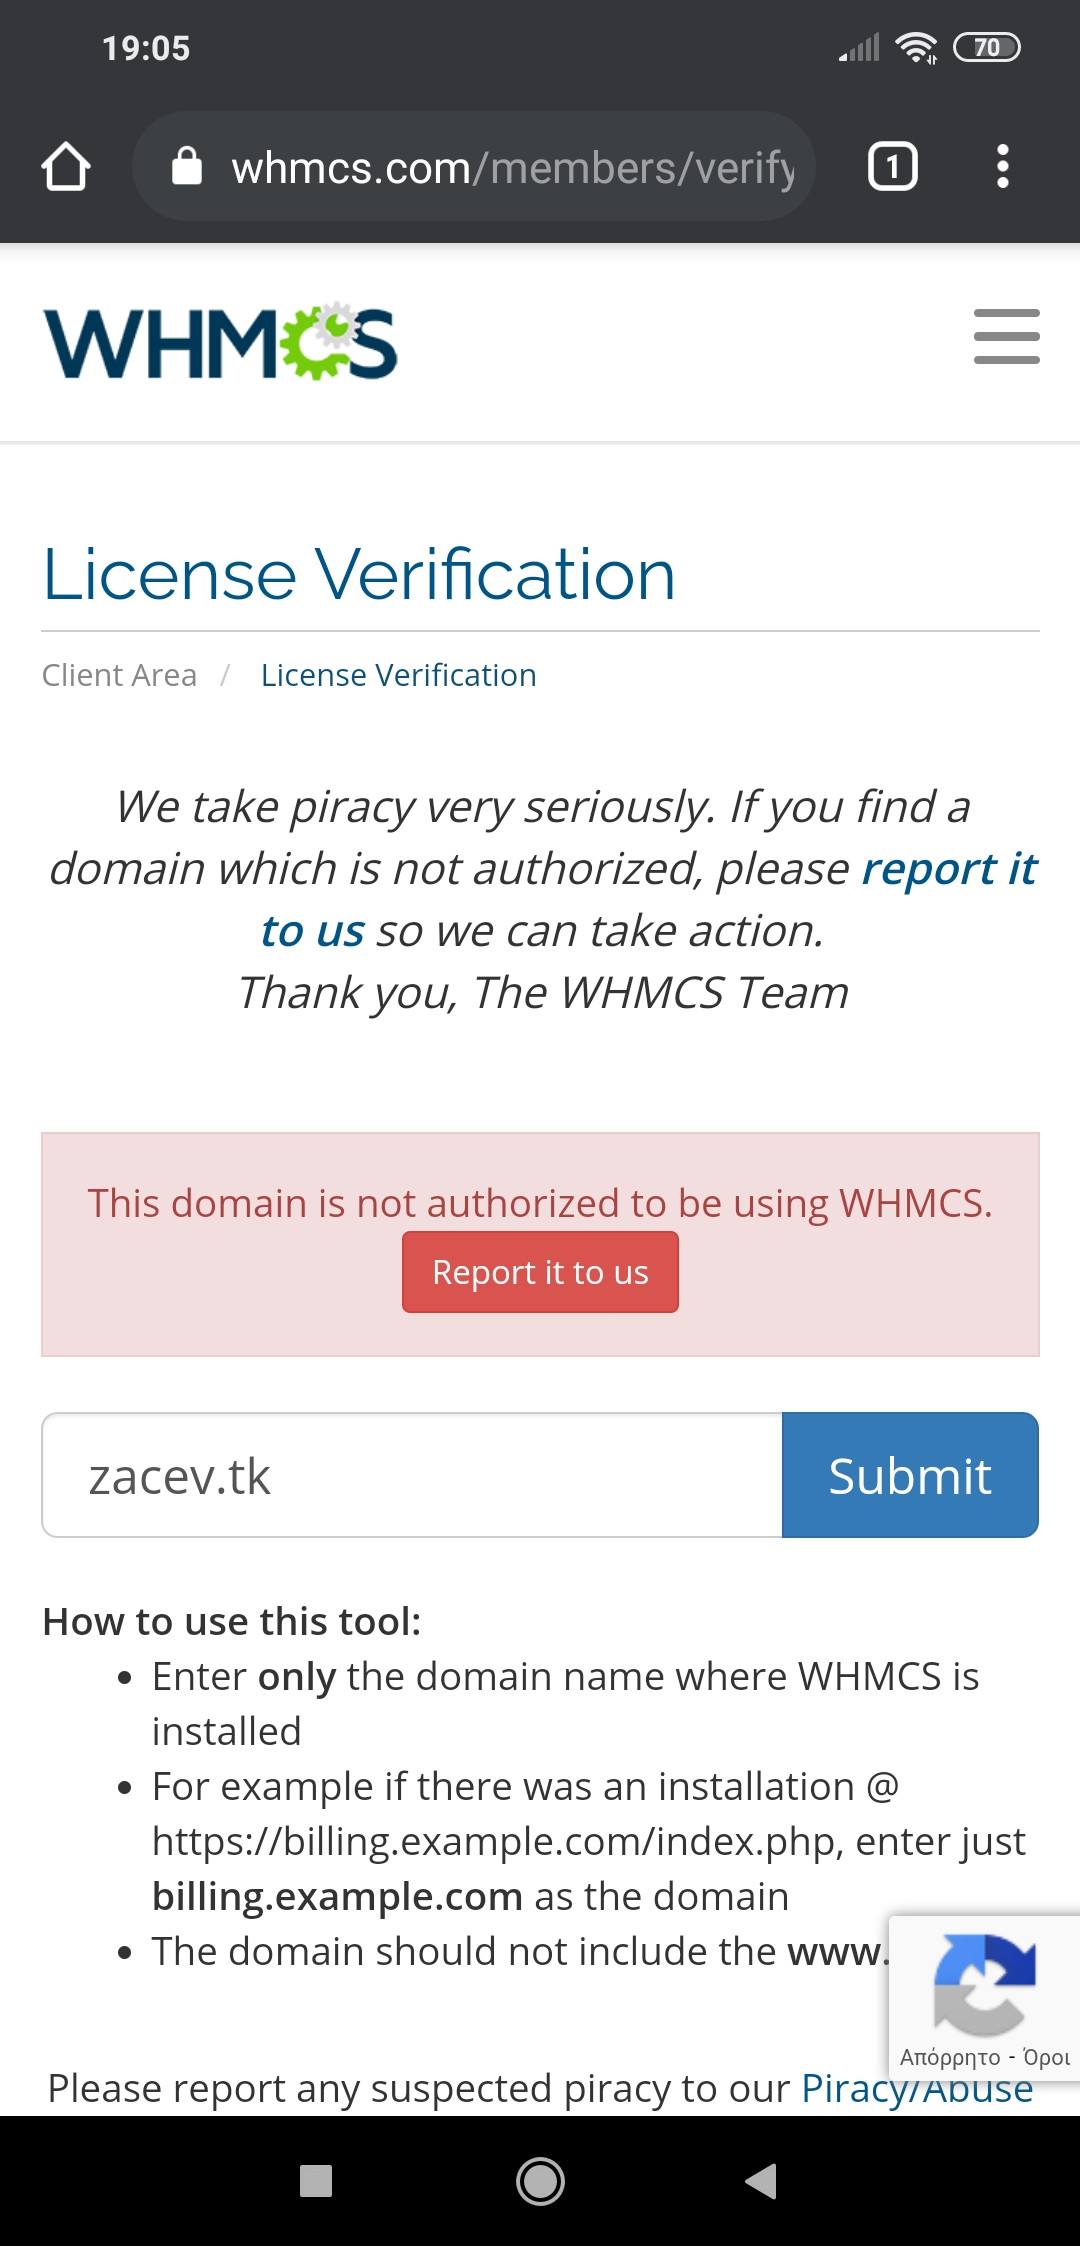 19:05
70
whmcs.com/members/verify
1
WHMCS
License Verification
Client Area / License Verification
We take piracy very seriously. If you find a
domain which is not authorized, please report it
to us so we can take action.
Thank you, The WHMCS Team
This domain is not authorized to be using WHMCS.
Report it to us
zacev.tk
Submit
How to use this tool:
• Enter only the domain name where WHMCS is
installed
• For example if there was an installation @
https://billing.example.com/index.php, enter just
billing.example.com as the domain
• The domain should not include the www.
Απόρρητο - Όροι
Please report any suspected piracy to our Piracy/Abuse